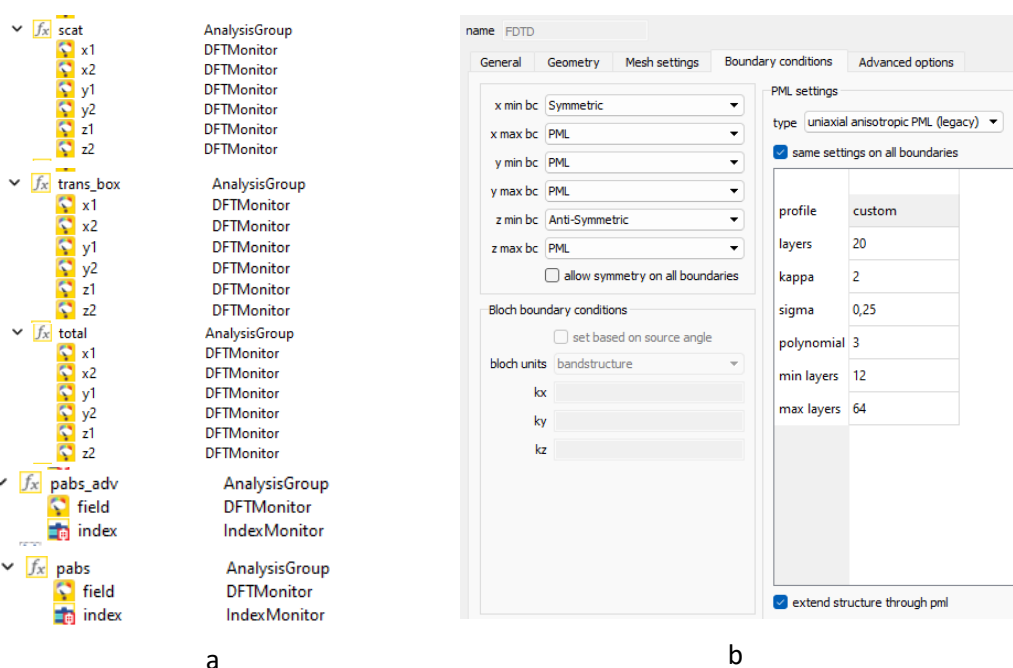 scat AnalysisGroup
x1 DFTMonitor
x2 DFTMonitor
y1 DFTMonitor
y2 DFTMonitor
z1 DFTMonitor
z2 DFTMonitor
trans_box AnalysisGroup
x1 DFTMonitor
x2 DFTMonitor
y1 DFTMonitor
y2 DFTMonitor
z1 DFTMonitor
z2 DFTMonitor
total AnalysisGroup
x1 DFTMonitor
x2 DFTMonitor
y1 DFTMonitor
y2 DFTMonitor
z1 DFTMonitor
z2 DFTMonitor
pabs_adv AnalysisGroup
field DFTMonitor
index IndexMonitor
pabs AnalysisGroup
field DFTMonitor
index IndexMonitor
a
name FDTD
General Geometry Mesh settings Boundary conditions Advanced options
x min bc Symmetric
x max bc PML
y min bc PML
y max bc PML
z min bc Anti-Symmetric
z max bc PML
allow symmetry on all boundaries
Bloch boundary conditions
set based on source angle
bloch units bandstructure
kx
ky
kz
PML settings
type uniaxial anisotropic PML (legacy)
same settings on all boundaries
profile custom
layers 20
kappa 2
sigma 0,25
polynomial 3
min layers 12
max layers 64
extend structure through pml
b